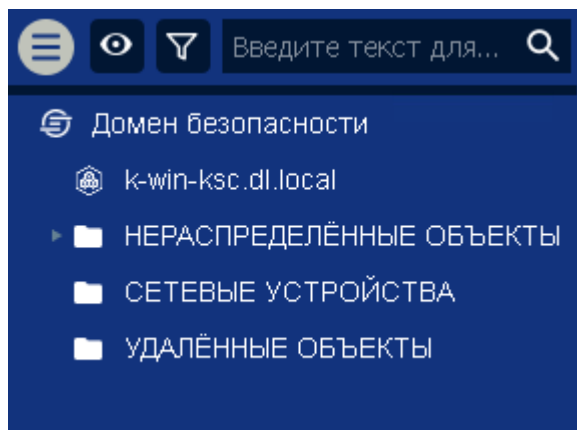 Введите текст для...
Домен безопасности
k-win-ksc.dl.local
НЕРАСПРЕДЕЛЁННЫЕ ОБЪЕКТЫ
СЕТЕВЫЕ УСТРОЙСТВА
УДАЛЁННЫЕ ОБЪЕКТЫ